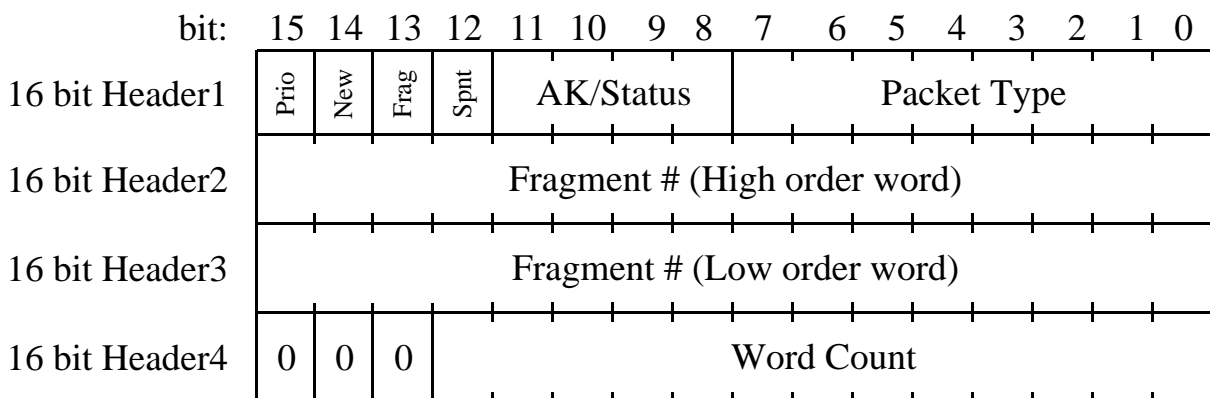 bit: 15 14 13 12 11 10 9 8 7 6 5 4 3 2 1 0
16 bit Header1 Prio New Frag Spnt AK/Status Packet Type
16 bit Header2 Fragment # (High order word)
16 bit Header3 Fragment # (Low order word)
16 bit Header4 0 0 0 Word Count